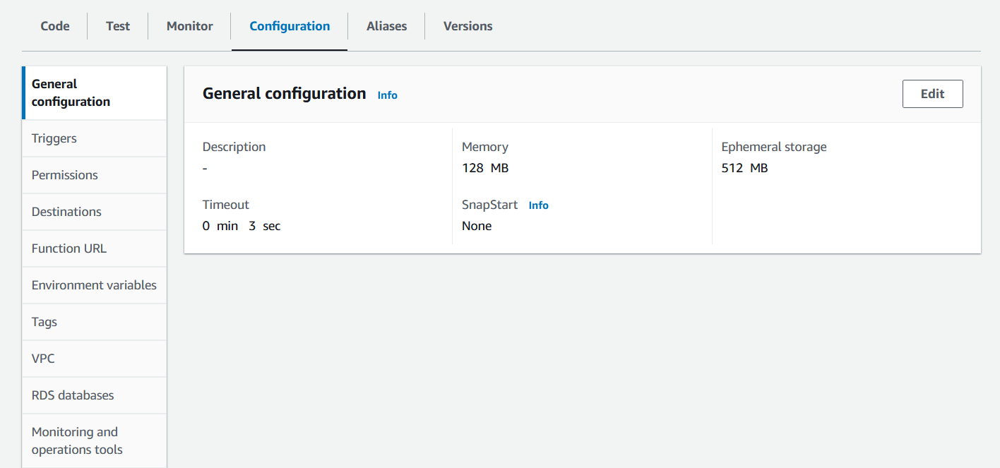 Code Test Monitor Configuration Aliases Versions
General
configuration
Triggers
Permissions
Destinations
Function URL
Environment variables
Tags
VPC
RDS databases
Monitoring and
operations tools
General configuration Info
Edit
Description
-
Memory
128 MB
Ephemeral storage
512 MB
Timeout
0 min 3 sec
SnapStart Info
None